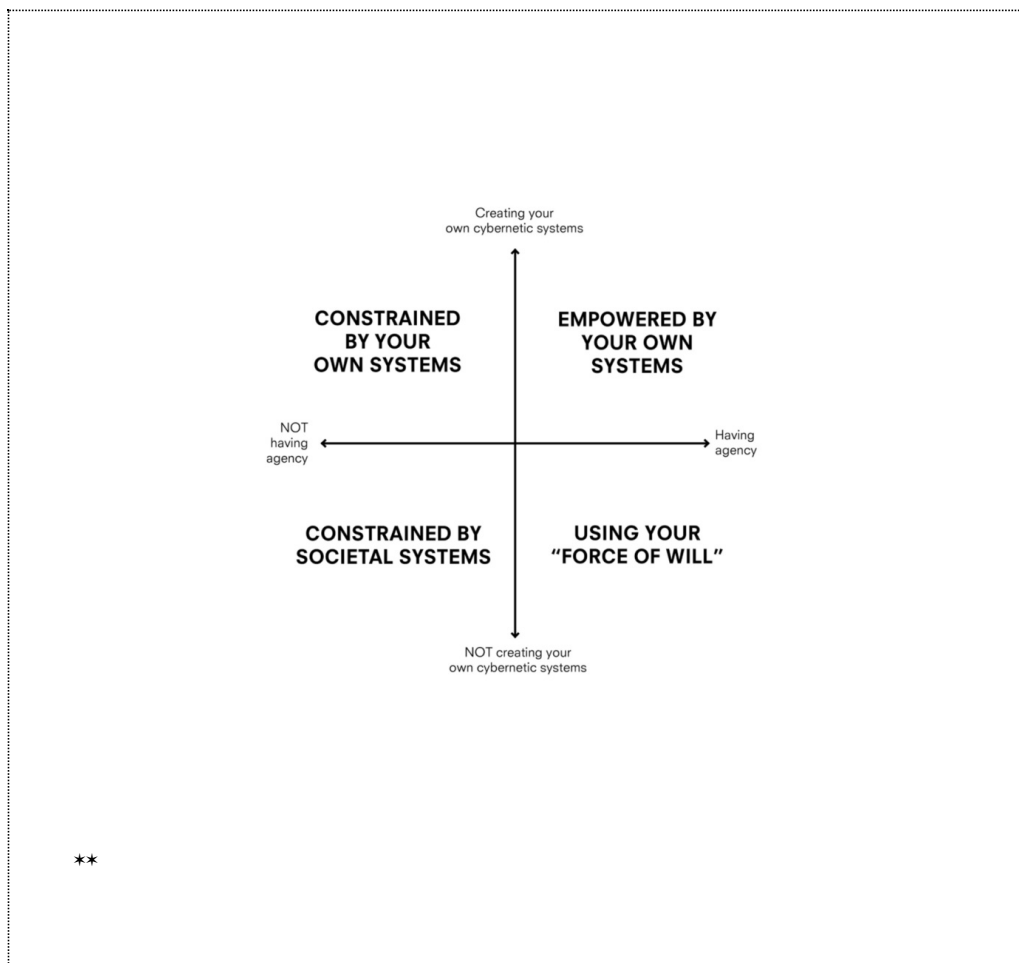 Creating your
own cybernetic systems
CONSTRAINED
BY YOUR
OWN SYSTEMS
EMPOWERED BY
YOUR OWN
SYSTEMS
NOT
having
agency
Having
agency
CONSTRAINED BY
SOCIETAL SYSTEMS
USING YOUR
“FORCE OF WILL”
NOT creating your
own cybernetic systems
✶✶